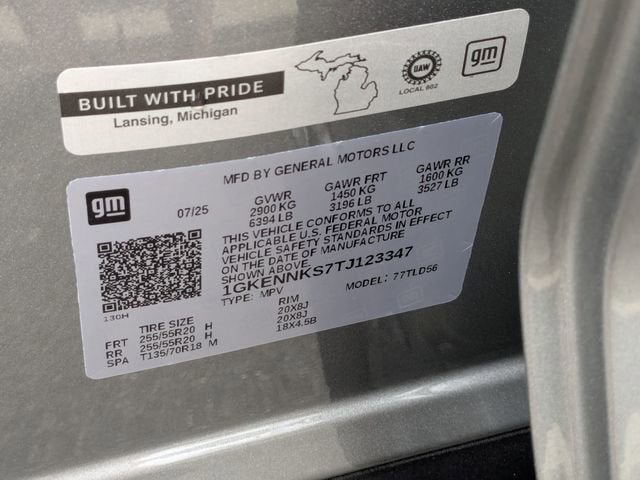 BUILT WITH PRIDE
Lansing, Michigan
UAW
LOCAL 602
gm
gm
MFD BY GENERAL MOTORS LLC
07/25
GVWR GAWR FRT GAWR RR
2900 KG 1450 KG 1600 KG
6394 LB 3196 LB 3527 LB
THIS VEHICLE CONFORMS TO ALL
APPLICABLE U.S. FEDERAL MOTOR
VEHICLE SAFETY STANDARDS IN EFFECT
ON THE DATE OF MANUFACTURE
SHOWN ABOVE.
1GKENNKS7TJ123347
TYPE: MPV MODEL: 77TLD56
130H
TIRE SIZE RIM
FRT 255/55R20 H 20X8J
RR 255/55R20 H 20X8J
SPA T135/70R18 M 18X4.5B